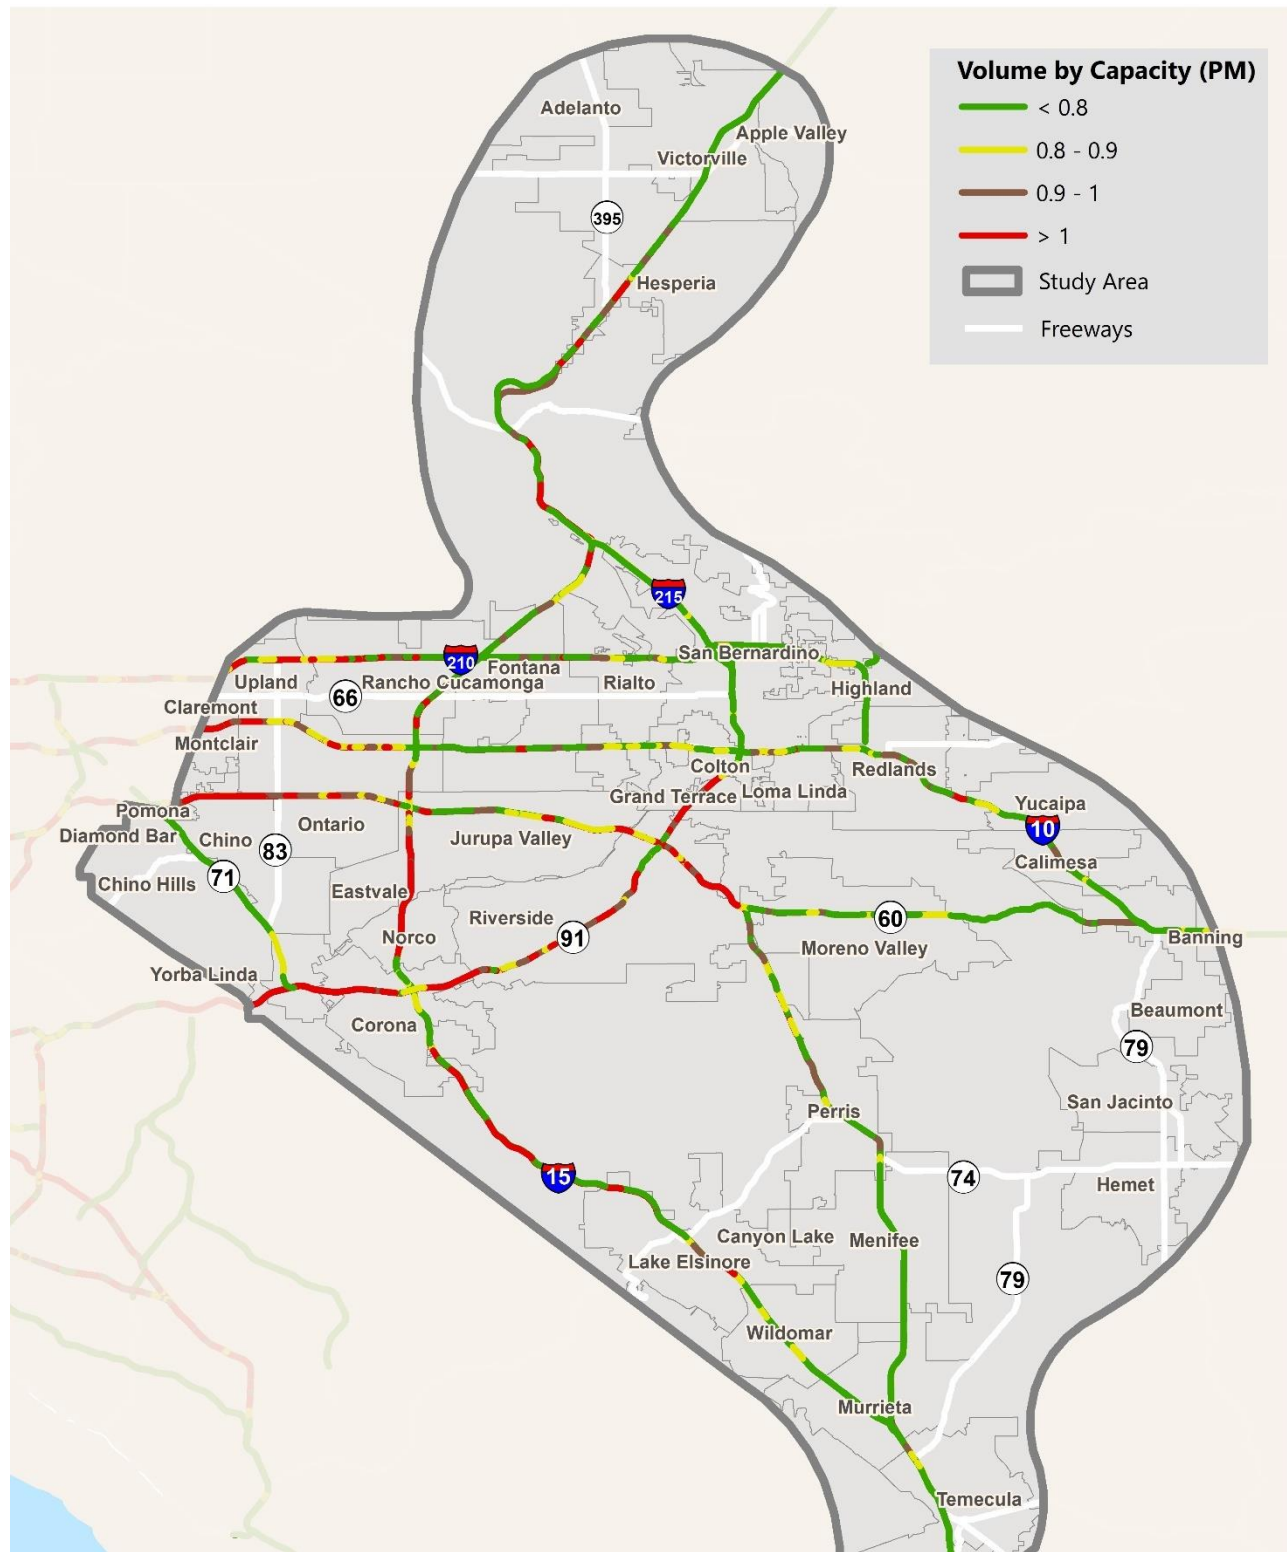 Volume by Capacity (PM)
< 0.8
0.8 - 0.9
0.9 - 1
> 1
Study Area
Freeways
Adelanto
Apple Valley
Victorville
395
Hesperia
215
San Bernardino
210
Fontana
Upland
Rancho Cucamonga
Rialto
66
Highland
Claremont
Montclair
Colton
Redlands
Grand Terrace
Loma Linda
Yucaipa
10
Pomona
Diamond Bar
Chino
Ontario
83
Jurupa Valley
Calimesa
Chino Hills
71
Eastvale
Riverside
91
60
Norco
Moreno Valley
Banning
Yorba Linda
Corona
Beaumont
79
Perris
San Jacinto
15
74
Hemet
Canyon Lake
Menifee
Lake Elsinore
79
Wildomar
Murrieta
Temecula